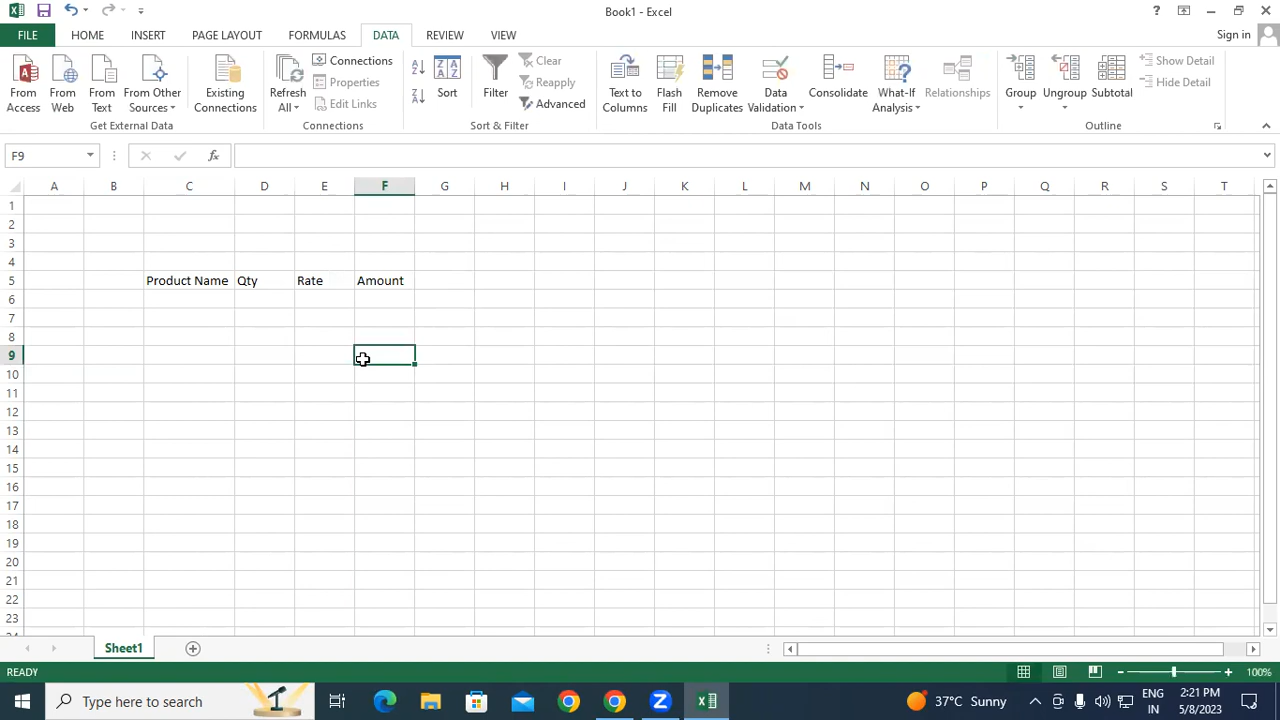 Book1 - Excel
?
FILE
HOME
INSERT
PAGE LAYOUT
FORMULAS
DATA
REVIEW
VIEW
Sign in
From Access
From Web
From Text
From Other Sources
Get External Data
Existing Connections
Refresh All
Connections
Properties
Edit Links
Connections
A Z
Z A
Z A A Z
Sort
Filter
Clear
Reapply
Advanced
Sort & Filter
Text to Columns
Flash Fill
Remove Duplicates
Data Validation
Consolidate
What-If Analysis
Relationships
Data Tools
Group
Ungroup
Subtotal
Show Detail
Hide Detail
Outline
F9
fx
A B C D E F G H I J K L M N O P Q R S T
1
2
3
4
5 Product Name Qty Rate Amount
6
7
8
9
10
11
12
13
14
15
16
17
18
19
20
21
22
23
Sheet1
READY
100%
Type here to search
37°C Sunny
ENG
IN
2:21 PM
5/8/2023